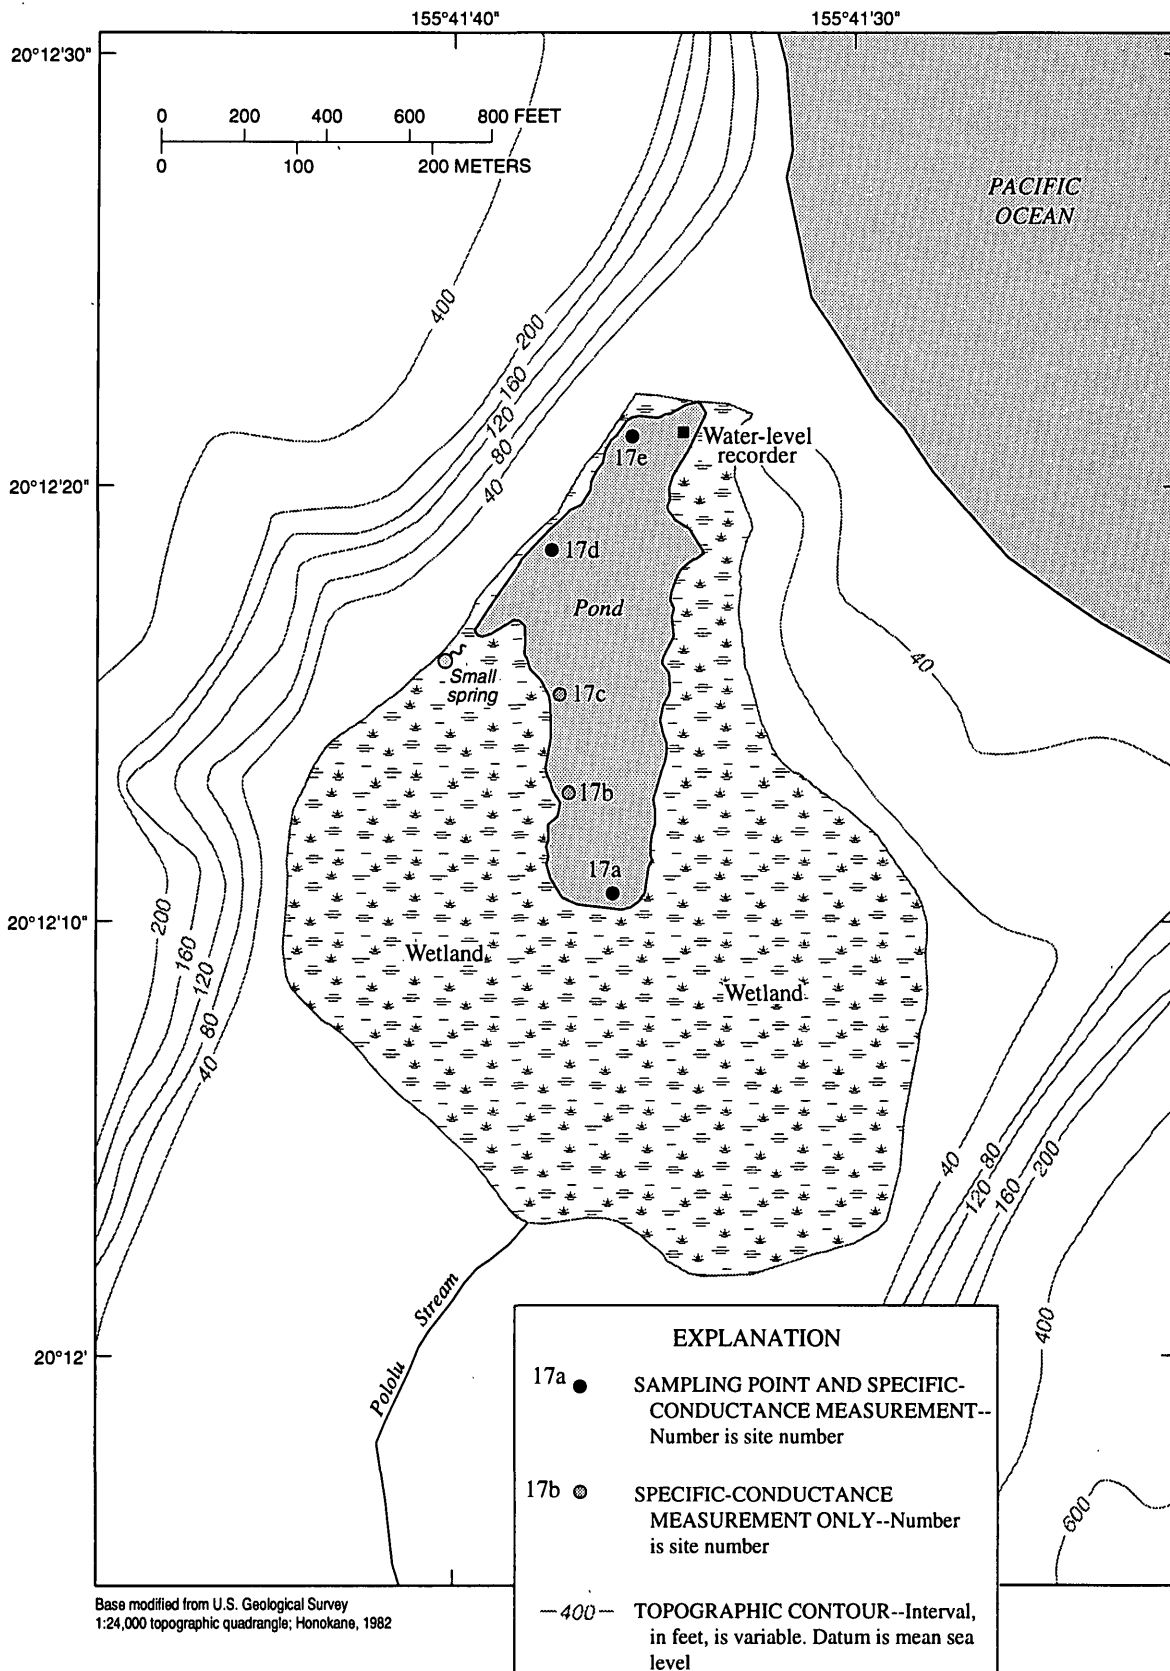 155°41'40"
155°41'30"
20°12'30"
0 200 400 600 800 FEET
0 100 200 METERS
PACIFIC
OCEAN
400
200
160
120
80
40
Water-level
recorder
17e
20°12'20"
17d
Pond
Small
spring
17c
40
17b
17a
20°12'10"
200
160
120
80
40
Wetland
Wetland
40
80
120
160
200
Pololu Stream
400
20°12'
600
EXPLANATION
17a
SAMPLING POINT AND SPECIFIC-
CONDUCTANCE MEASUREMENT--
Number is site number
17b
SPECIFIC-CONDUCTANCE
MEASUREMENT ONLY--Number
is site number
—400— TOPOGRAPHIC CONTOUR--Interval,
in feet, is variable. Datum is mean sea
level
Base modified from U.S. Geological Survey
1:24,000 topographic quadrangle; Honokane, 1982